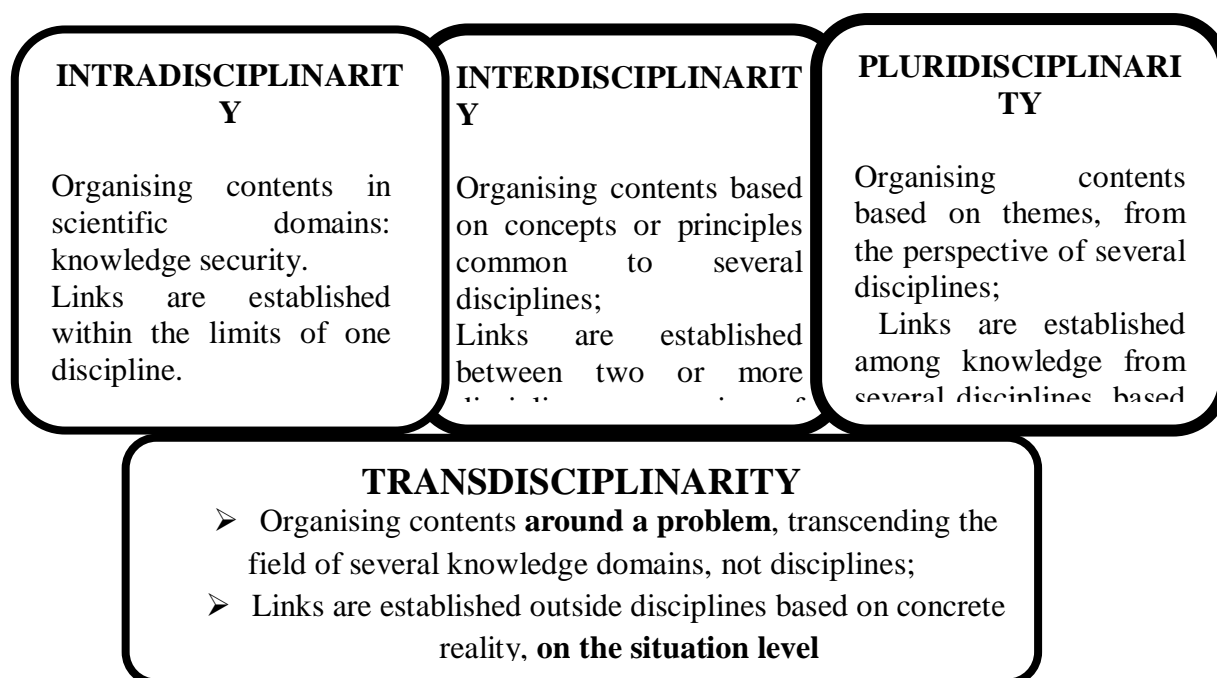 INTRADISCIPLINARIT
Y
Organising contents in
scientific domains:
knowledge security.
Links are established
within the limits of one
discipline.
INTERDISCIPLINARIT
Y
Organising contents based
on concepts or principles
common to several
disciplines;
Links are established
between two or more
PLURIDISCIPLINARI
TY
Organising contents
based on themes, from
the perspective of several
disciplines;
Links are established
among knowledge from
several disciplines, based
TRANSDISCIPLINARITY
➢ Organising contents around a problem, transcending the
field of several knowledge domains, not disciplines;
➢ Links are established outside disciplines based on concrete
reality, on the situation level